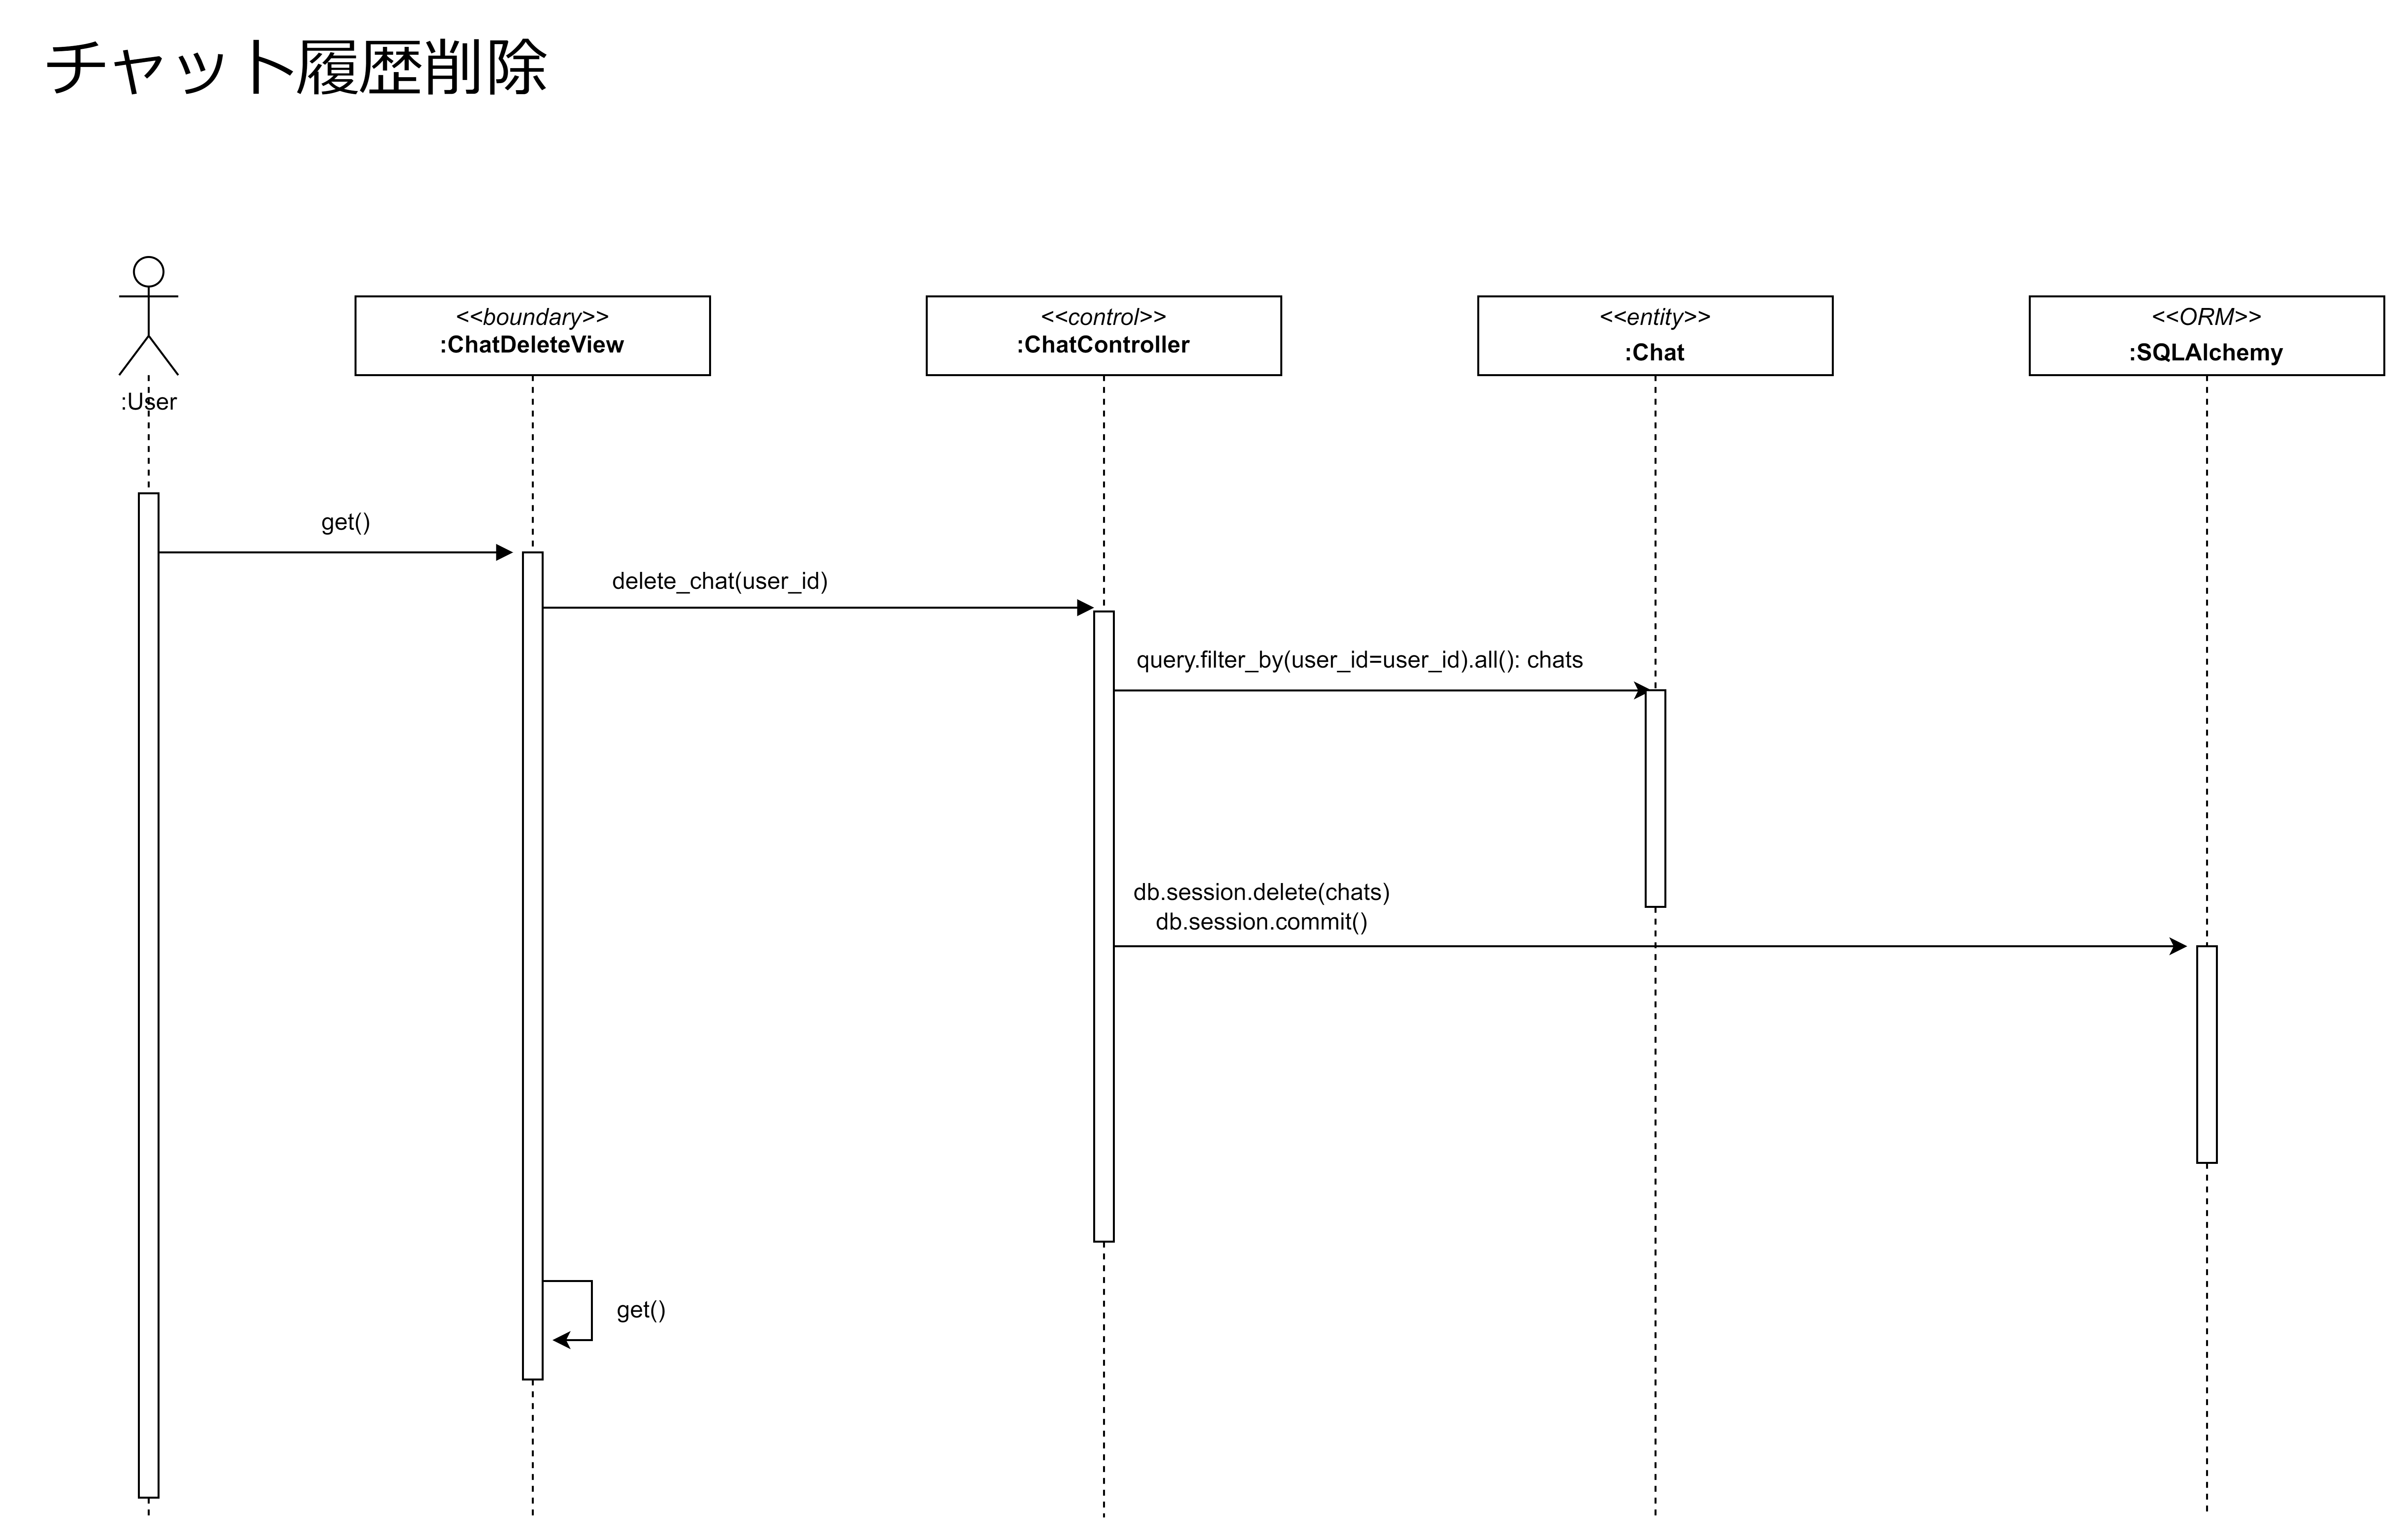 チャット履歴削除
<<boundary>>
:ChatDeleteView
<<control>>
:ChatController
<<entity>>
:Chat
<<ORM>>
:SQLAlchemy
:User
get()
delete_chat(user_id)
query.filter_by(user_id=user_id).all(): chats
db.session.delete(chats)
db.session.commit()
get()